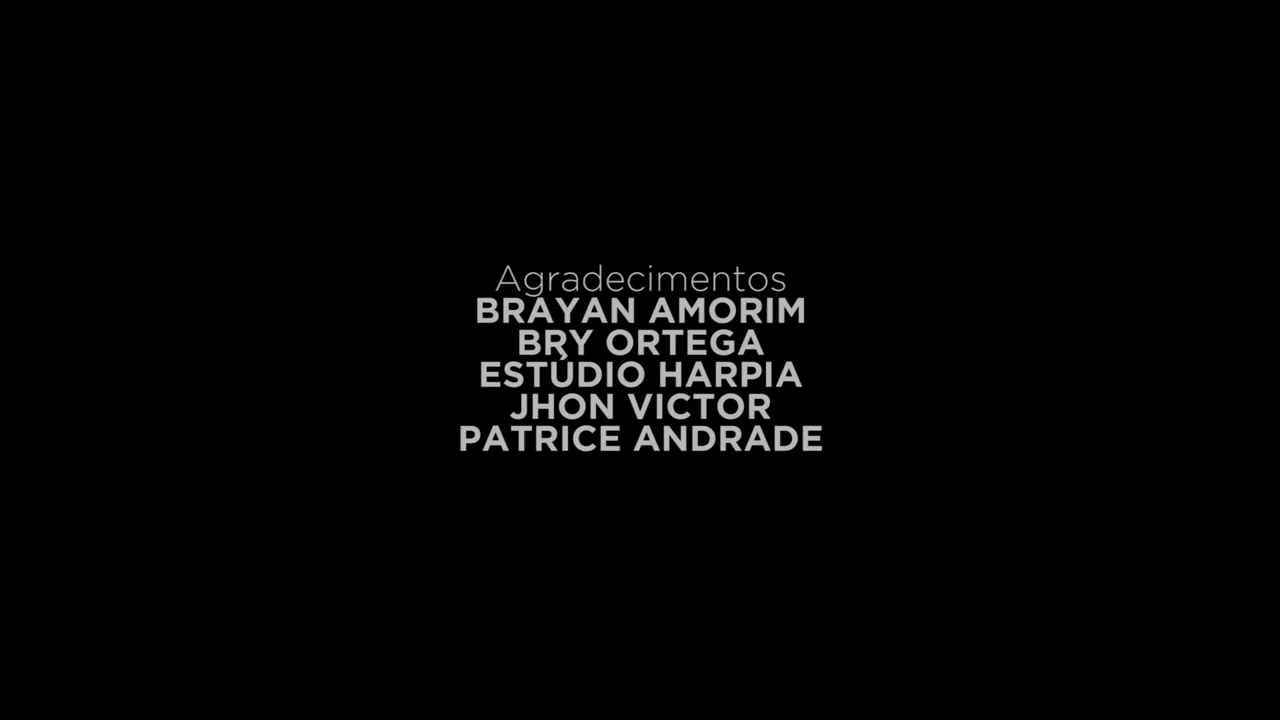 Agradecimentos
BRAYAN AMORIM
BRY ORTEGA
ESTÚDIO HARPIA
JHON VICTOR
PATRICE ANDRADE